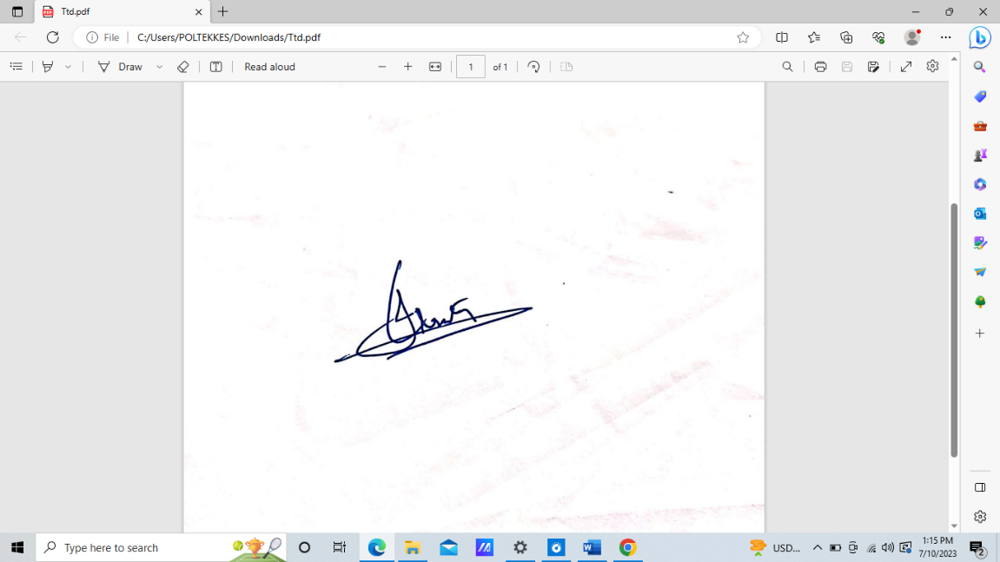 Ttd.pdf
File C:/Users/POLTEKKES/Downloads/Ttd.pdf
Draw Read aloud 1 of 1
Type here to search
USD...
1:15 PM
7/10/2023
2